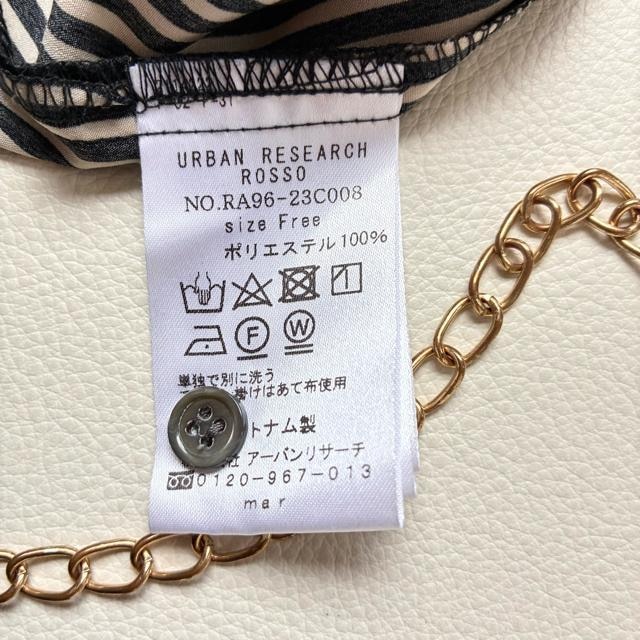 URBAN RESEARCH
ROSSO
NO.RA96-23C008
size Free
ポリエステル100%
F W
単独で別に洗う
掛けはあて布使用
トナム製
アーバンリサーチ
0120-967-013
mar